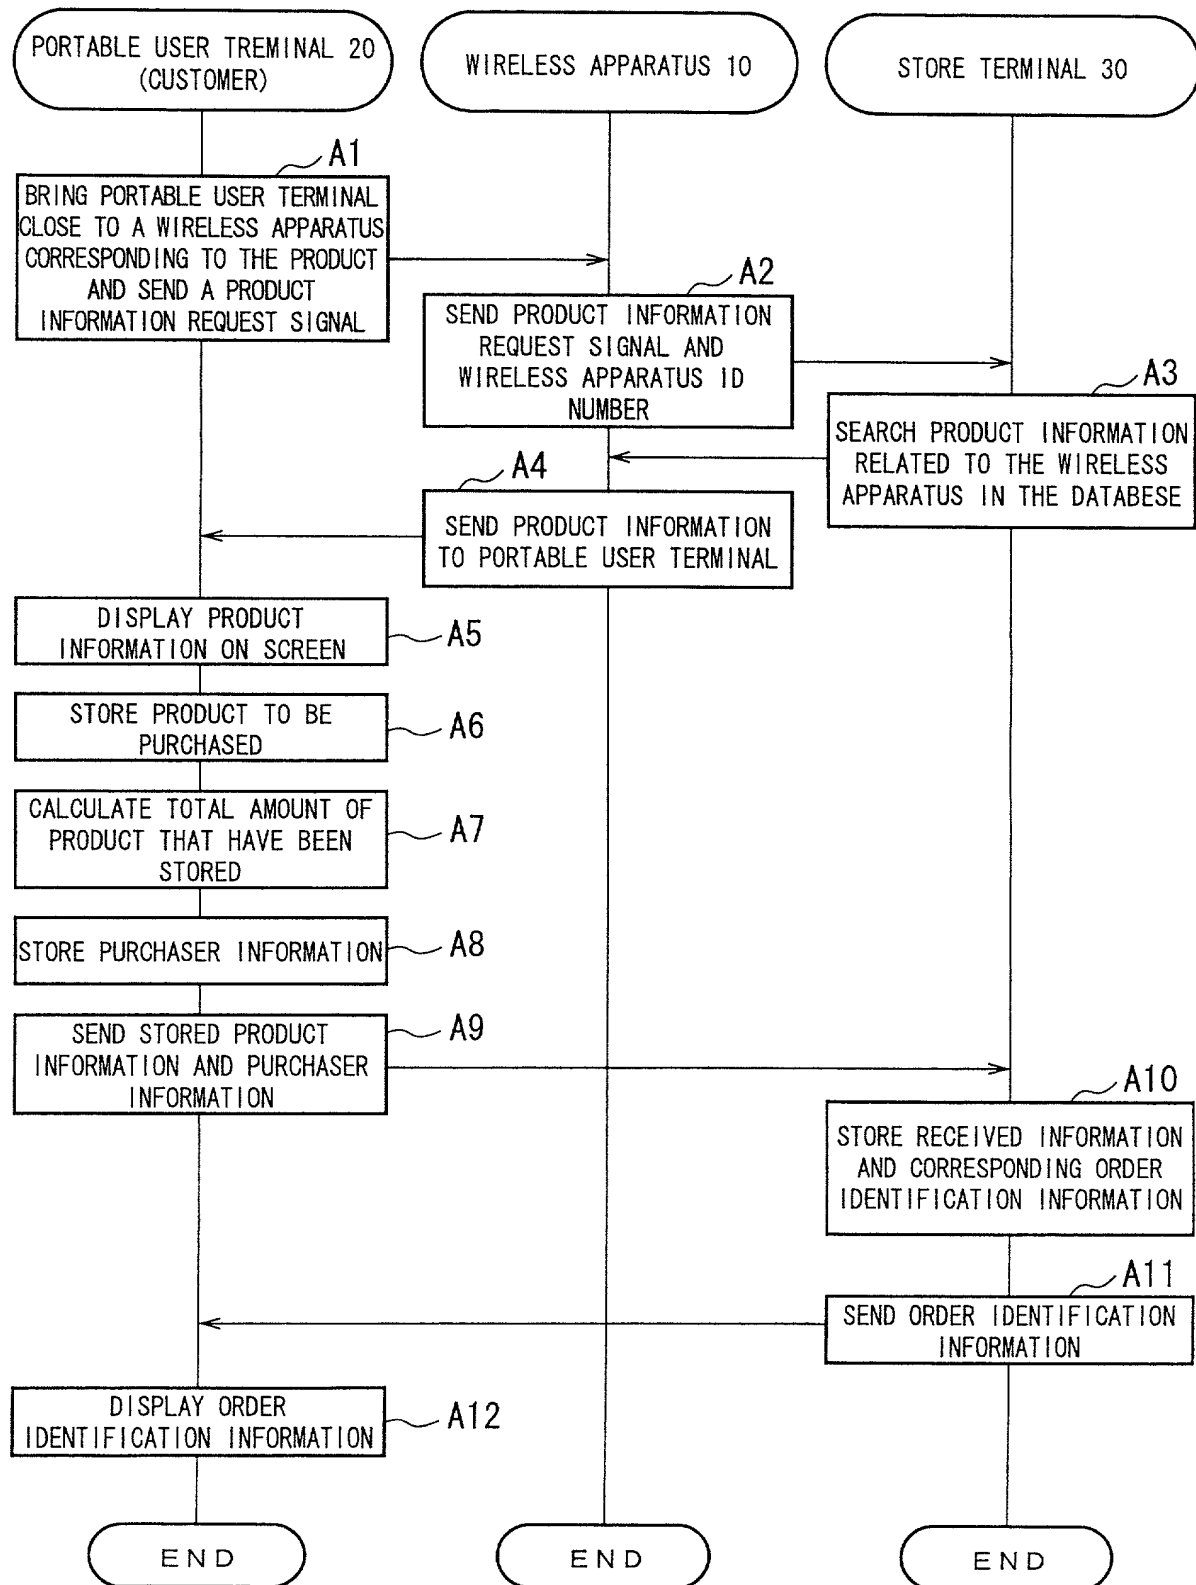 PORTABLE USER TREMINAL 20
(CUSTOMER)
WIRELESS APPARATUS 10
STORE TERMINAL 30
A1
BRING PORTABLE USER TERMINAL
CLOSE TO A WIRELESS APPARATUS
CORRESPONDING TO THE PRODUCT
AND SEND A PRODUCT
INFORMATION REQUEST SIGNAL
A2
SEND PRODUCT INFORMATION
REQUEST SIGNAL AND
WIRELESS APPARATUS ID
NUMBER
A3
SEARCH PRODUCT INFORMATION
RELATED TO THE WIRELESS
APPARATUS IN THE DATABESE
A4
SEND PRODUCT INFORMATION
TO PORTABLE USER TERMINAL
DISPLAY PRODUCT
INFORMATION ON SCREEN
A5
STORE PRODUCT TO BE
PURCHASED
A6
CALCULATE TOTAL AMOUNT OF
PRODUCT THAT HAVE BEEN
STORED
A7
STORE PURCHASER INFORMATION
A8
SEND STORED PRODUCT
INFORMATION AND PURCHASER
INFORMATION
A9
A10
STORE RECEIVED INFORMATION
AND CORRESPONDING ORDER
IDENTIFICATION INFORMATION
A11
SEND ORDER IDENTIFICATION
INFORMATION
DISPLAY ORDER
IDENTIFICATION INFORMATION
A12
END
END
END